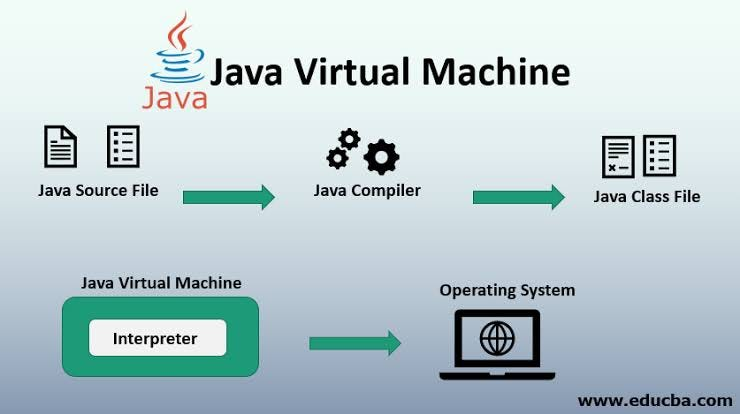 Java
Java Virtual Machine
Java Source File
Java Compiler
Java Class File
Java Virtual Machine
Interpreter
Operating System
www.educba.com